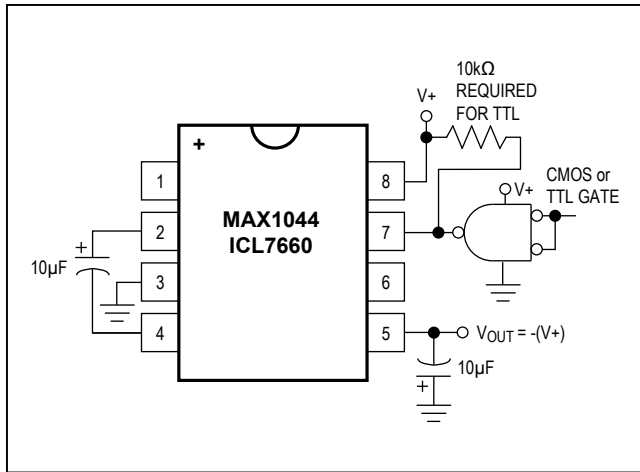 10kΩ
REQUIRED
FOR TTL
V+
+
1
8
CMOS or
TTL GATE
V+
MAX1044
ICL7660
2
7
+
10µF
3
6
4
5
VOUT = -(V+)
10µF
+